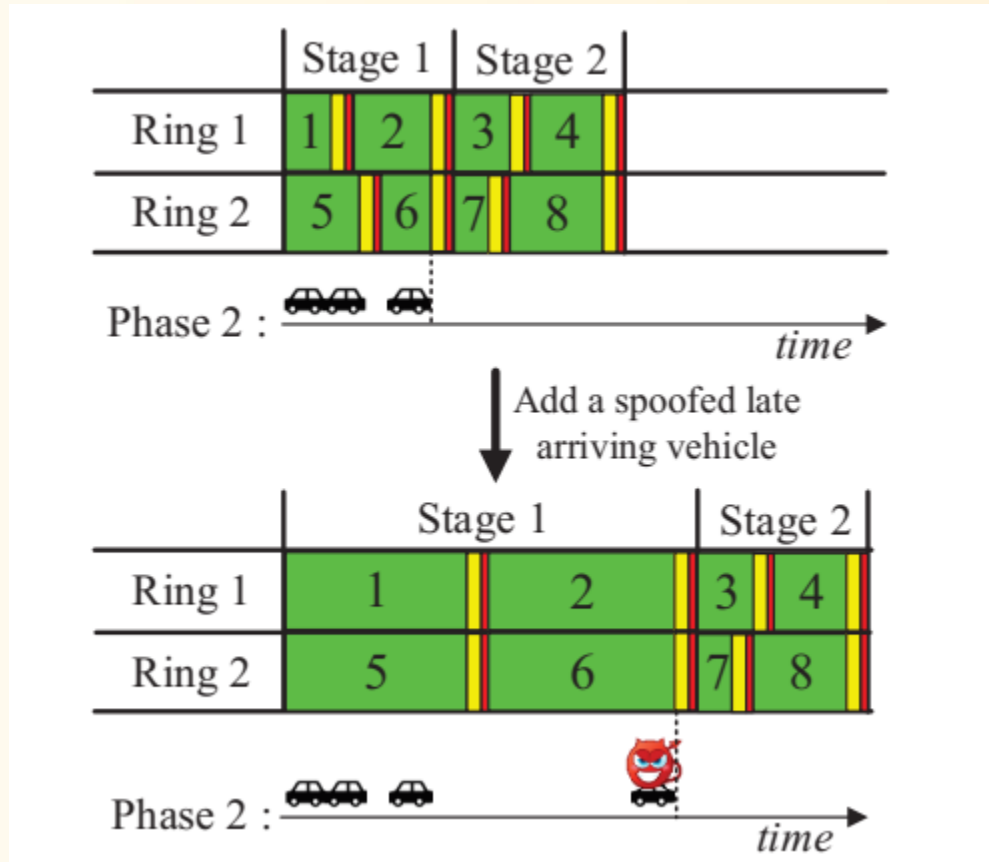 Stage 1 Stage 2
Ring 1 1 2 3 4
Ring 2 5 6 7 8
Phase 2 :
time
Add a spoofed late
arriving vehicle
Stage 1 Stage 2
Ring 1 1 2 3 4
Ring 2 5 6 7 8
Phase 2 :
time